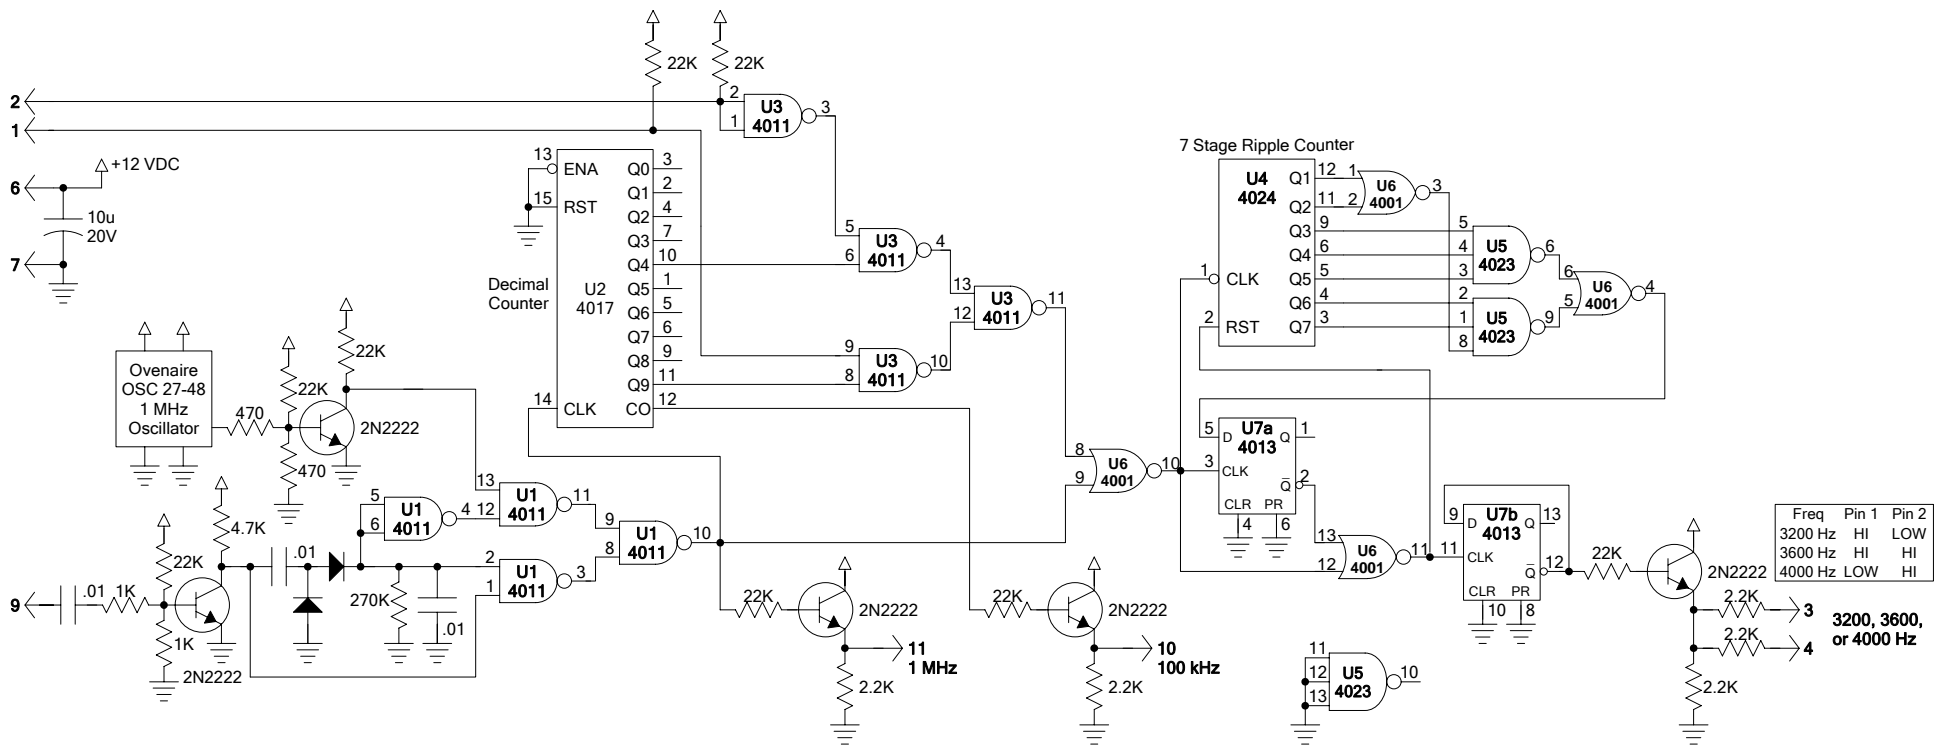 22K
22K
2
2
1
U3
4011
3
1
+12 VDC
6
10u
20V
7
Decimal
Counter
13
ENA
15
RST
U2
4017
14
CLK
Q0
3
Q1
2
Q2
4
Q3
7
Q4
10
Q5
1
Q6
5
Q7
6
Q8
9
Q9
11
CO
12
5
6
U3
4011
4
13
12
U3
4011
11
9
8
U3
4011
10
7 Stage Ripple Counter
U4
4024
1
CLK
2
RST
Q1
12
Q2
11
Q3
9
Q4
6
Q5
5
Q6
4
Q7
3
1
2
U6
4001
3
5
4
3
U5
4023
6
2
1
8
U5
4023
9
6
5
U6
4001
4
Ovenaire
OSC 27-48
1 MHz
Oscillator
470
22K
470
22K
2N2222
13
12
U1
4011
11
5
6
U1
4011
4
9
8
U1
4011
10
2
1
U1
4011
3
9
.01
1K
22K
1K
2N2222
4.7K
.01
270K
.01
22K
2N2222
11
1 MHz
2.2K
22K
2N2222
10
100 kHz
2.2K
8
9
U6
4001
10
5
D
U7a
4013
Q
1
3
CLK
Q
2
CLR
PR
4
6
13
12
U6
4001
11
9
D
U7b
4013
Q
13
11
CLK
Q
12
CLR
PR
10
8
22K
2N2222
2.2K
3
2.2K
4
3200, 3600,
or 4000 Hz
2.2K
Freq Pin 1 Pin 2
3200 Hz HI LOW
3600 Hz HI HI
4000 Hz LOW HI
11
12
13
U5
4023
10